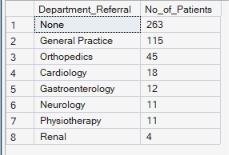 Department_Referral No_of_Patients
1 None 263
2 General Practice 115
3 Orthopedics 45
4 Cardiology 18
5 Gastroenterology 12
6 Neurology 11
7 Physiotherapy 11
8 Renal 4